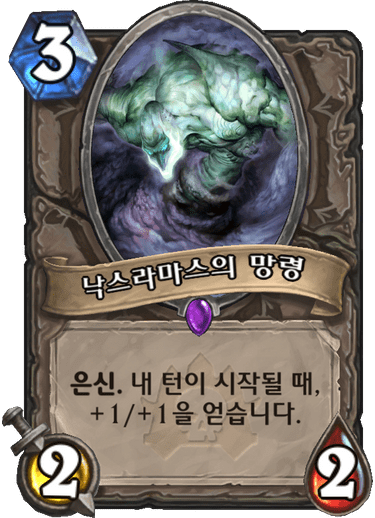 3
낙스라마스의 망령
은신. 내 턴이 시작될 때,
+1/+1을 얻습니다.
2
2